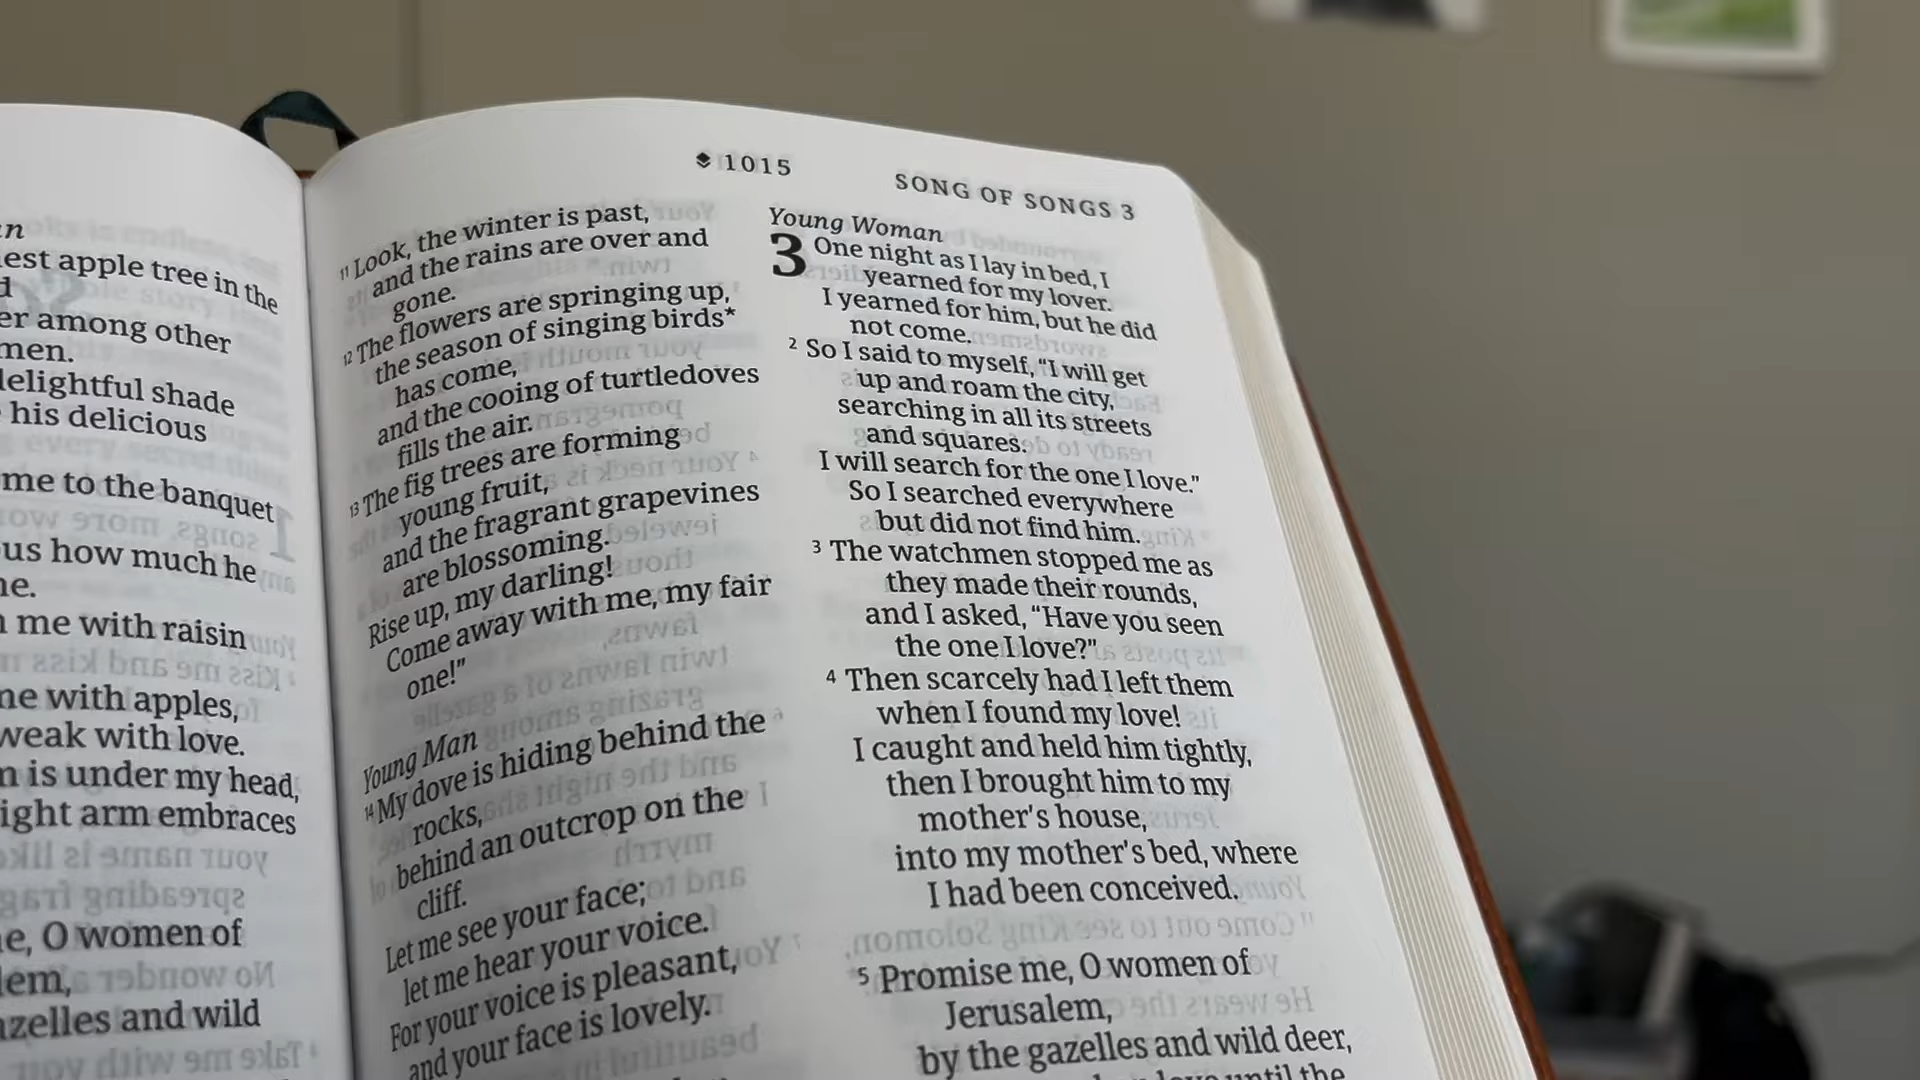 apple tree in the
among other
men.
delightful shade
his delicious
me to the banquet
us how much he
me with raisin
me with apples,
weak with love.
is under my head,
arm embraces
O women of
and wild
1015
SONG OF SONGS 3
11 Look, the winter is past,
and the rains are over and
gone.
12 The flowers are springing up,
the season of singing birds*
has come,
and the cooing of turtledoves
fills the air.
13 The fig trees are forming
young fruit,
and the fragrant grapevines
are blossoming.
Rise up, my darling!
Come away with me, my fair
one!”
Young Man
14 My dove is hiding behind the
rocks,
behind an outcrop on the
cliff.
Let me see your face;
let me hear your voice.
For your voice is pleasant,
and your face is lovely.
Young Woman
3 One night as I lay in bed, I
yearned for my lover.
I yearned for him, but he did
not come.
2 So I said to myself, “I will get
up and roam the city,
searching in all its streets
and squares.
I will search for the one I love.”
So I searched everywhere
but did not find him.
3 The watchmen stopped me as
they made their rounds,
and I asked, “Have you seen
the one I love?”
4 Then scarcely had I left them
when I found my love!
I caught and held him tightly,
then I brought him to my
mother's house,
into my mother's bed, where
I had been conceived.
5 Promise me, O women of
Jerusalem,
by the gazelles and wild deer,
until the